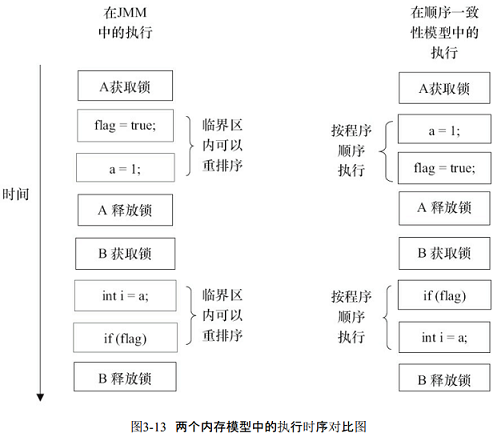 在JMM
中的执行
A获取锁
flag = true;
a = 1;
临界区
内可以
重排序
A 释放锁
B 获取锁
int i = a;
if (flag)
临界区
内可以
重排序
B 释放锁
时间
在顺序一致
性模型中的
执行
A获取锁
按程序
顺序
执行
a = 1;
flag = true;
A 释放锁
B 获取锁
按程序
顺序
执行
if (flag)
int i = a;
B 释放锁
图3-13 两个内存模型中的执行时序对比图